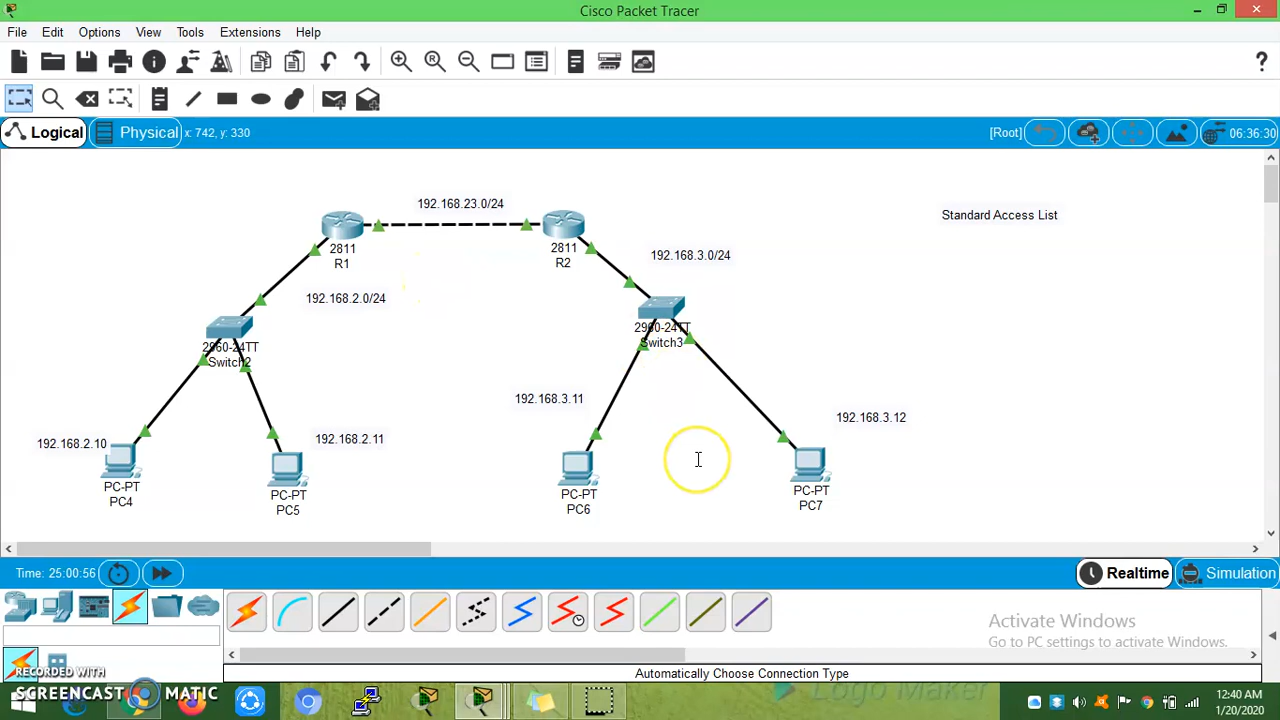 Cisco Packet Tracer
File Edit Options View Tools Extensions Help
Logical Physical x: 742, y: 330 [Root] 06:36:30
192.168.23.0/24
Standard Access List
2811
R1
2811
R2
192.168.3.0/24
192.168.2.0/24
2960-24TT
Switch2
2960-24TT
Switch3
192.168.3.11
192.168.3.12
192.168.2.10
192.168.2.11
PC-PT
PC4
PC-PT
PC5
PC-PT
PC6
PC-PT
PC7
Time: 25:00:56 Realtime Simulation
Activate Windows
Go to PC settings to activate Windows.
Automatically Choose Connection Type
RECORDED WITH
SCREENCAST MATIC
Logo Maker
12:40 AM
1/20/2020